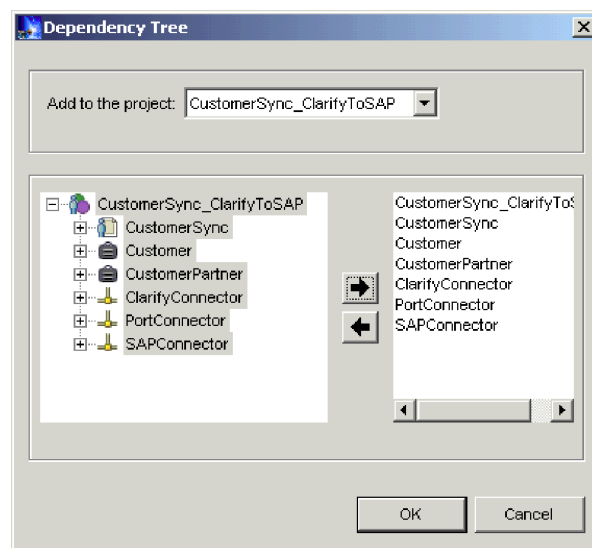 Dependency Tree
Add to the project: CustomerSync_ClarifyToSAP
CustomerSync_ClarifyToSAP
CustomerSync
Customer
CustomerPartner
ClarifyConnector
PortConnector
SAPConnector
CustomerSync_ClarifyToS
CustomerSync
Customer
CustomerPartner
ClarifyConnector
PortConnector
SAPConnector
OK Cancel